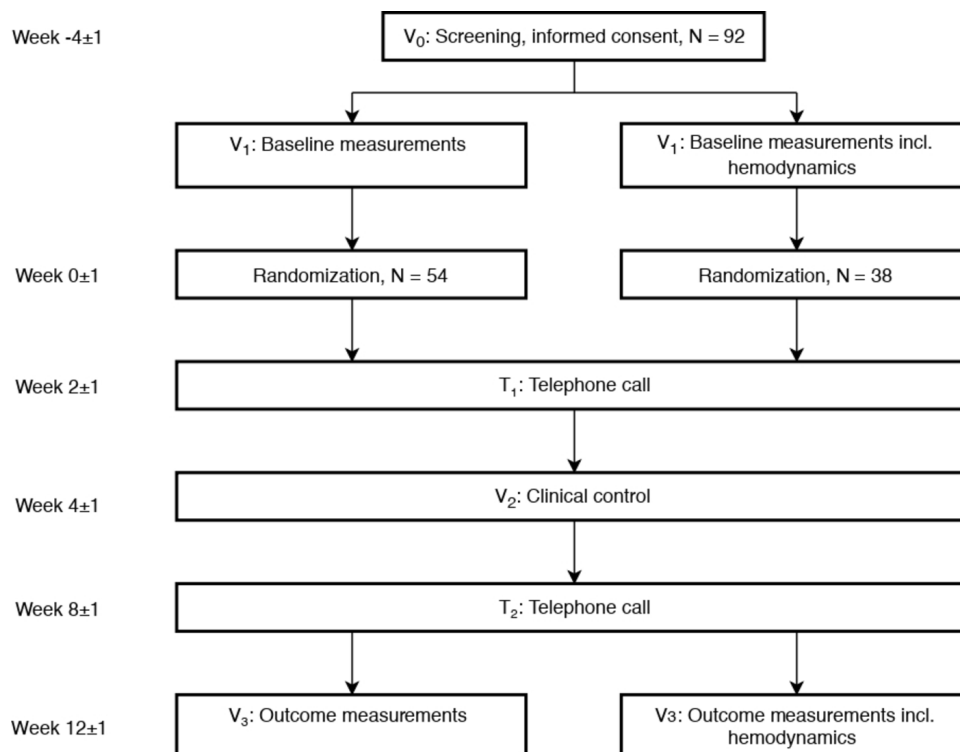 Week -4±1
V₀: Screening, informed consent, N = 92
V₁: Baseline measurements
V₁: Baseline measurements incl.
hemodynamics
Week 0±1
Randomization, N = 54
Randomization, N = 38
Week 2±1
T₁: Telephone call
Week 4±1
V₂: Clinical control
Week 8±1
T₂: Telephone call
Week 12±1
V₃: Outcome measurements
V3: Outcome measurements incl.
hemodynamics